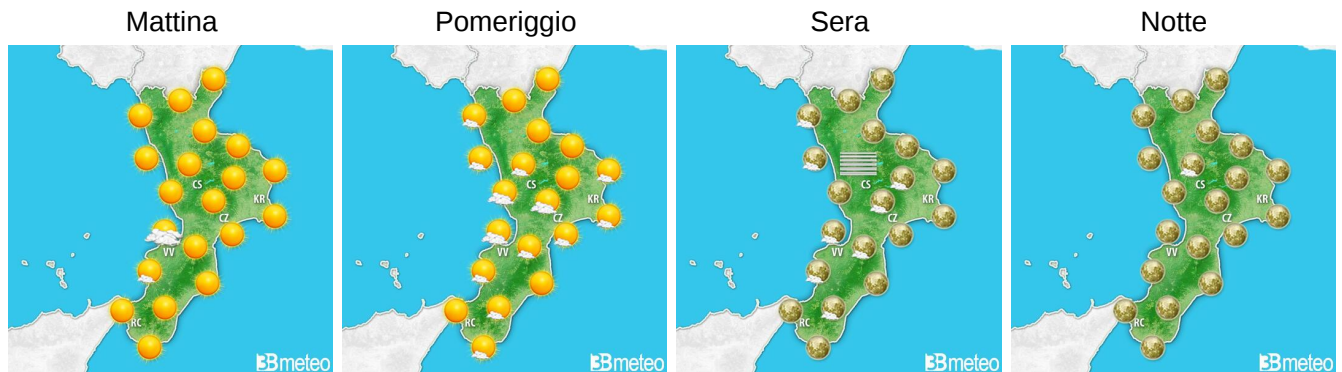 Mattina
Pomeriggio
Sera
Notte
CS
KR
CZ
VV
RC
3Bmeteo
CS
KR
CZ
VV
RC
3Bmeteo
CS
KR
CZ
VV
RC
3Bmeteo
CS
KR
CZ
VV
RC
3Bmeteo